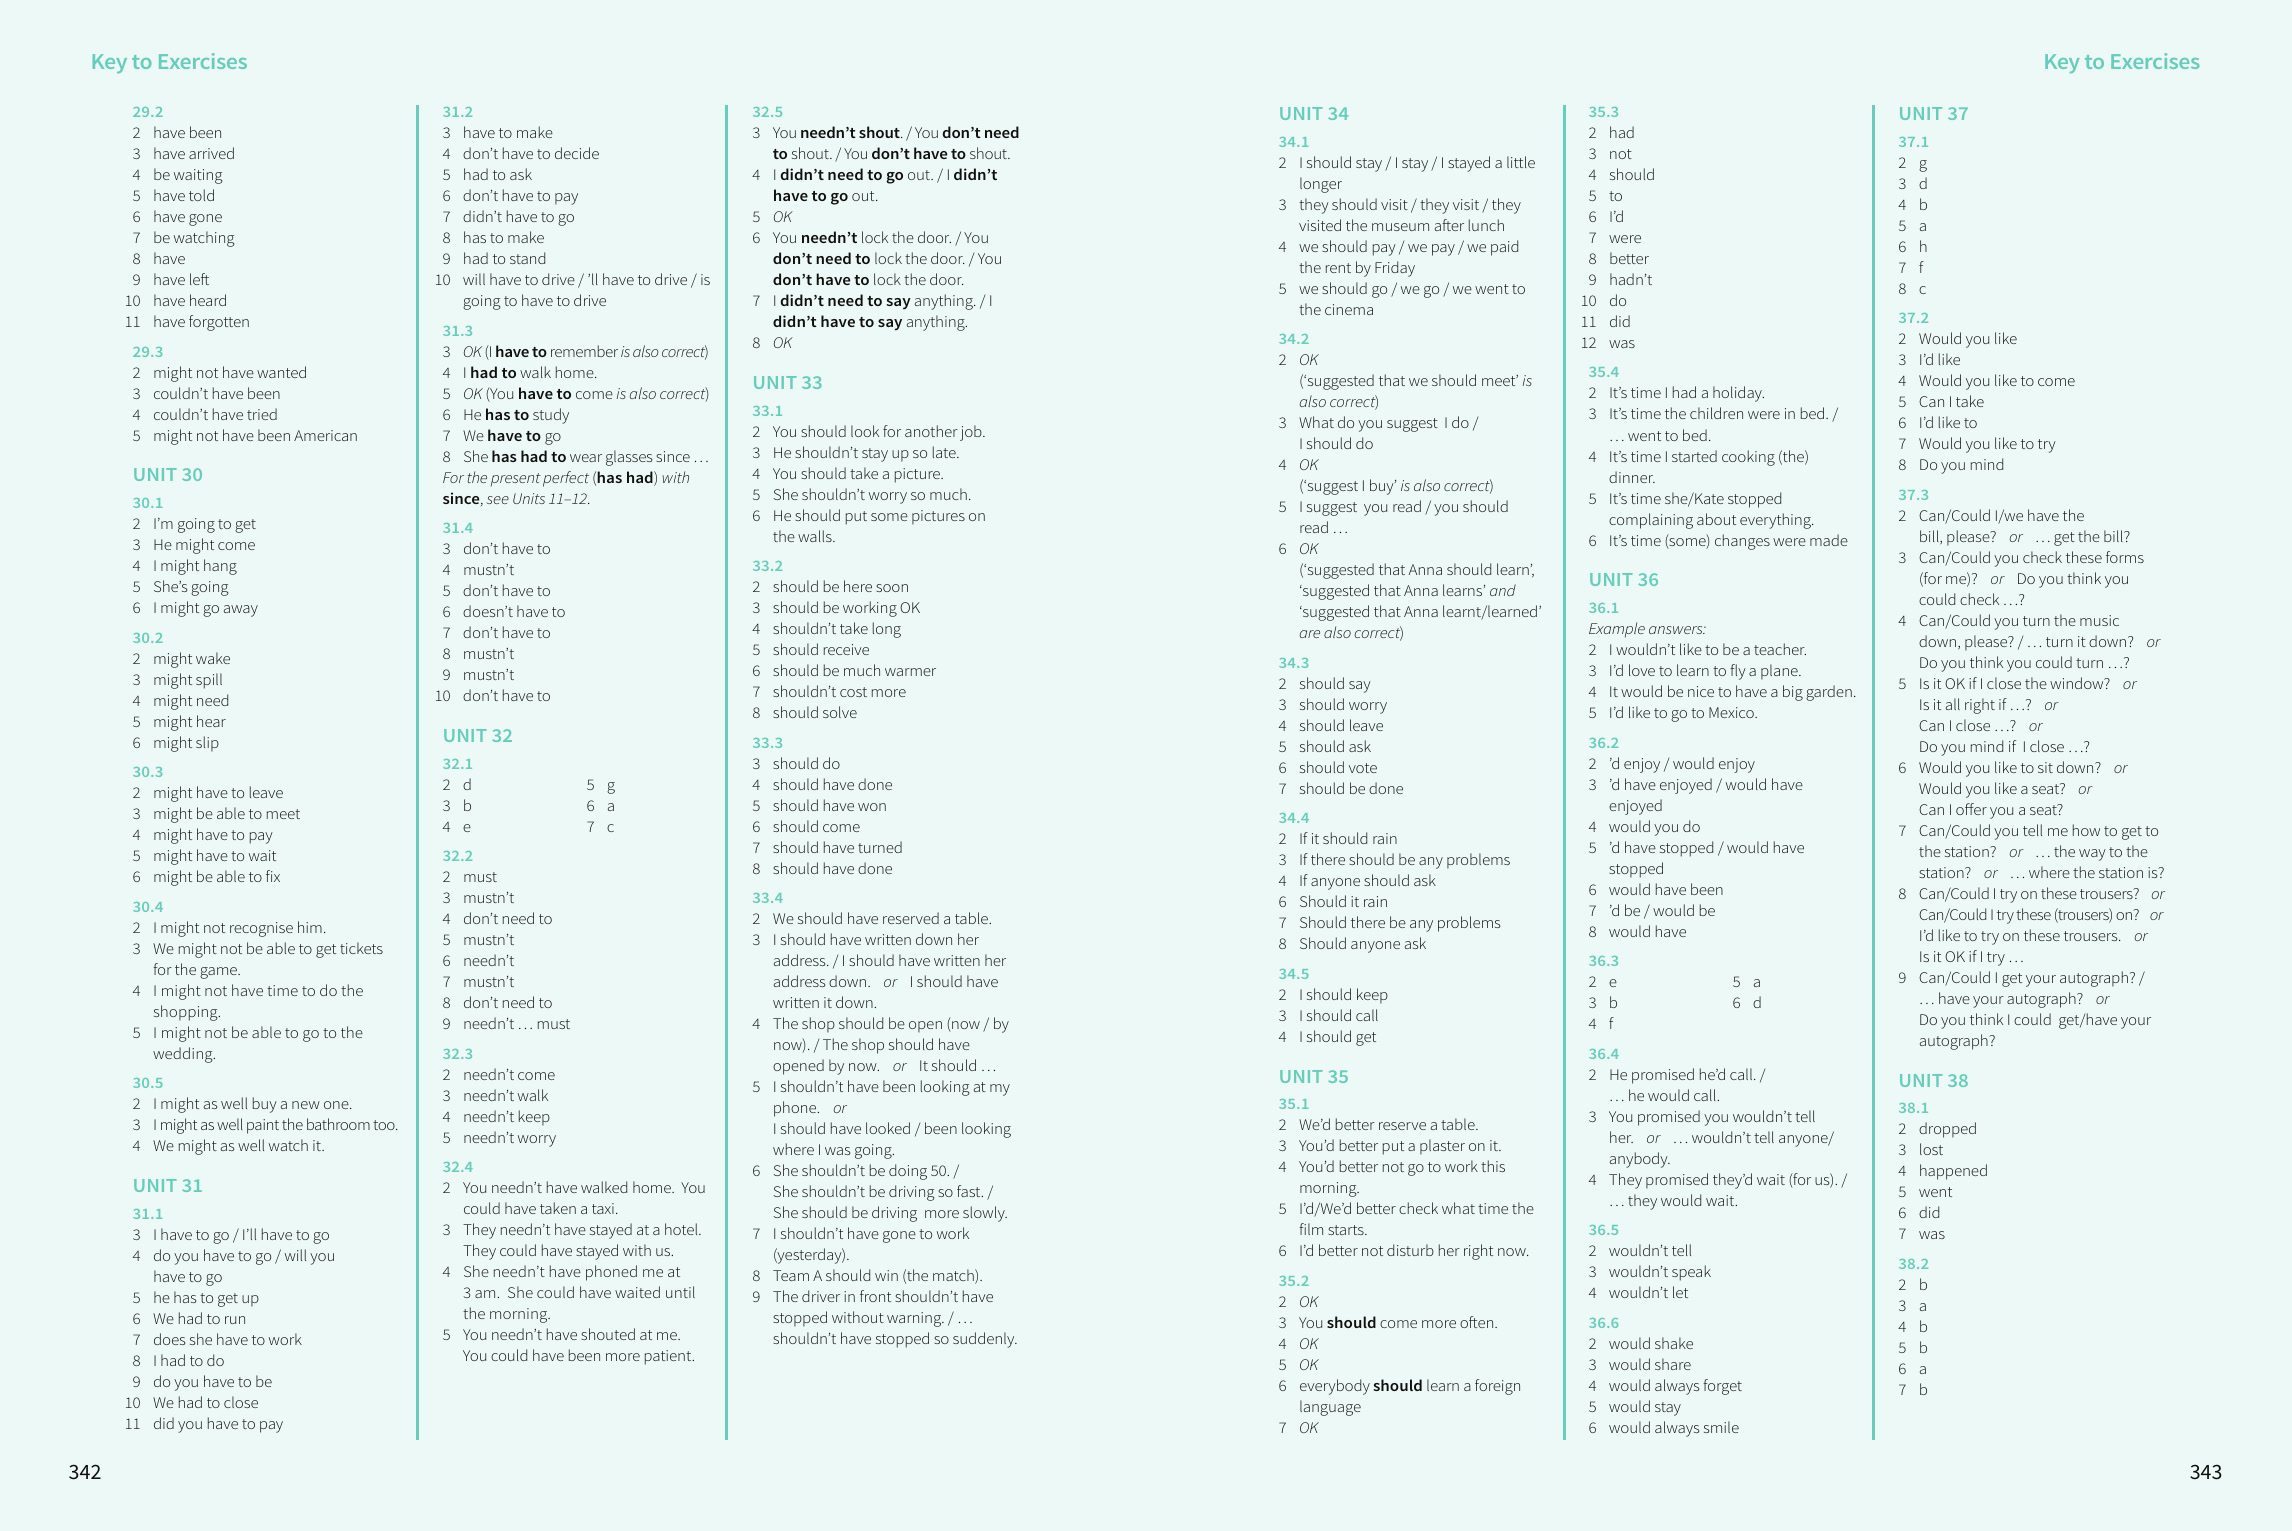 Key to Exercises
29.2
2 have been
3 have arrived
4 be waiting
5 have told
6 have gone
7 be watching
8 have
9 have left
10 have heard
11 have forgotten
29.3
2 might not have wanted
3 couldn’t have been
4 couldn’t have tried
5 might not have been American
UNIT 30
30.1
2 I’m going to get
3 He might come
4 I might hang
5 She’s going
6 I might go away
30.2
2 might wake
3 might spill
4 might need
5 might hear
6 might slip
30.3
2 might have to leave
3 might be able to meet
4 might have to pay
5 might have to wait
6 might be able to fix
30.4
2 I might not recognise him.
3 We might not be able to get tickets
for the game.
4 I might not have time to do the
shopping.
5 I might not be able to go to the
wedding.
30.5
2 I might as well buy a new one.
3 I might as well paint the bathroom too.
4 We might as well watch it.
UNIT 31
31.1
3 I have to go / I’ll have to go
4 do you have to go / will you
have to go
5 he has to get up
6 We had to run
7 does she have to work
8 I had to do
9 do you have to be
10 We had to close
11 did you have to pay
31.2
3 have to make
4 don’t have to decide
5 had to ask
6 don’t have to pay
7 didn’t have to go
8 has to make
9 had to stand
10 will have to drive / ’ll have to drive / is
going to have to drive
31.3
3 OK (I have to remember is also correct)
4 I had to walk home.
5 OK (You have to come is also correct)
6 He has to study
7 We have to go
8 She has had to wear glasses since …
For the present perfect (has had) with
since, see Units 11–12.
31.4
3 don’t have to
4 mustn’t
5 don’t have to
6 doesn’t have to
7 don’t have to
8 mustn’t
9 mustn’t
10 don’t have to
UNIT 32
32.1
2 d 5 g
3 b 6 a
4 e 7 c
32.2
2 must
3 mustn’t
4 don’t need to
5 mustn’t
6 needn’t
7 mustn’t
8 don’t need to
9 needn’t … must
32.3
2 needn’t come
3 needn’t walk
4 needn’t keep
5 needn’t worry
32.4
2 You needn’t have walked home. You
could have taken a taxi.
3 They needn’t have stayed at a hotel.
They could have stayed with us.
4 She needn’t have phoned me at
3 am. She could have waited until
the morning.
5 You needn’t have shouted at me.
You could have been more patient.
32.5
3 You needn’t shout. / You don’t need
to shout. / You don’t have to shout.
4 I didn’t need to go out. / I didn’t
have to go out.
5 OK
6 You needn’t lock the door. / You
don’t need to lock the door. / You
don’t have to lock the door.
7 I didn’t need to say anything. / I
didn’t have to say anything.
8 OK
UNIT 33
33.1
2 You should look for another job.
3 He shouldn’t stay up so late.
4 You should take a picture.
5 She shouldn’t worry so much.
6 He should put some pictures on
the walls.
33.2
2 should be here soon
3 should be working OK
4 shouldn’t take long
5 should receive
6 should be much warmer
7 shouldn’t cost more
8 should solve
33.3
3 should do
4 should have done
5 should have won
6 should come
7 should have turned
8 should have done
33.4
2 We should have reserved a table.
3 I should have written down her
address. / I should have written her
address down. or I should have
written it down.
4 The shop should be open (now / by
now). / The shop should have
opened by now. or It should …
5 I shouldn’t have been looking at my
phone. or
I should have looked / been looking
where I was going.
6 She shouldn’t be doing 50. /
She shouldn’t be driving so fast. /
She should be driving more slowly.
7 I shouldn’t have gone to work
(yesterday).
8 Team A should win (the match).
9 The driver in front shouldn’t have
stopped without warning. / …
shouldn’t have stopped so suddenly.
342
Key to Exercises
UNIT 34
34.1
2 I should stay / I stay / I stayed a little
longer
3 they should visit / they visit / they
visited the museum after lunch
4 we should pay / we pay / we paid
the rent by Friday
5 we should go / we go / we went to
the cinema
34.2
2 OK
(‘suggested that we should meet’ is
also correct)
3 What do you suggest I do /
I should do
4 OK
(‘suggest I buy’ is also correct)
5 I suggest you read / you should
read …
6 OK
(‘suggested that Anna should learn’,
‘suggested that Anna learns’ and
‘suggested that Anna learnt/learned’
are also correct)
34.3
2 should say
3 should worry
4 should leave
5 should ask
6 should vote
7 should be done
34.4
2 If it should rain
3 If there should be any problems
4 If anyone should ask
6 Should it rain
7 Should there be any problems
8 Should anyone ask
34.5
2 I should keep
3 I should call
4 I should get
UNIT 35
35.1
2 We’d better reserve a table.
3 You’d better put a plaster on it.
4 You’d better not go to work this
morning.
5 I’d/We’d better check what time the
film starts.
6 I’d better not disturb her right now.
35.2
2 OK
3 You should come more often.
4 OK
5 OK
6 everybody should learn a foreign
language
7 OK
35.3
2 had
3 not
4 should
5 to
6 I’d
7 were
8 better
9 hadn’t
10 do
11 did
12 was
35.4
2 It’s time I had a holiday.
3 It’s time the children were in bed. /
… went to bed.
4 It’s time I started cooking (the)
dinner.
5 It’s time she/Kate stopped
complaining about everything.
6 It’s time (some) changes were made
UNIT 36
36.1
Example answers:
2 I wouldn’t like to be a teacher.
3 I’d love to learn to fly a plane.
4 It would be nice to have a big garden.
5 I’d like to go to Mexico.
36.2
2 ’d enjoy / would enjoy
3 ’d have enjoyed / would have
enjoyed
4 would you do
5 ’d have stopped / would have
stopped
6 would have been
7 ’d be / would be
8 would have
36.3
2 e 5 a
3 b 6 d
4 f
36.4
2 He promised he’d call. /
… he would call.
3 You promised you wouldn’t tell
her. or … wouldn’t tell anyone/
anybody.
4 They promised they’d wait (for us). /
… they would wait.
36.5
2 wouldn’t tell
3 wouldn’t speak
4 wouldn’t let
36.6
2 would shake
3 would share
4 would always forget
5 would stay
6 would always smile
UNIT 37
37.1
2 g
3 d
4 b
5 a
6 h
7 f
8 c
37.2
2 Would you like
3 I’d like
4 Would you like to come
5 Can I take
6 I’d like to
7 Would you like to try
8 Do you mind
37.3
2 Can/Could I/we have the
bill, please? or … get the bill?
3 Can/Could you check these forms
(for me)? or Do you think you
could check …?
4 Can/Could you turn the music
down, please? / … turn it down? or
Do you think you could turn …?
5 Is it OK if I close the window? or
Is it all right if …? or
Can I close …? or
Do you mind if I close …?
6 Would you like to sit down? or
Would you like a seat? or
Can I offer you a seat?
7 Can/Could you tell me how to get to
the station? or … the way to the
station? or … where the station is?
8 Can/Could I try on these trousers? or
Can/Could I try these (trousers) on? or
I’d like to try on these trousers. or
Is it OK if I try …
9 Can/Could I get your autograph? /
… have your autograph? or
Do you think I could get/have your
autograph?
UNIT 38
38.1
2 dropped
3 lost
4 happened
5 went
6 did
7 was
38.2
2 b
3 a
4 b
5 b
6 a
7 b
343